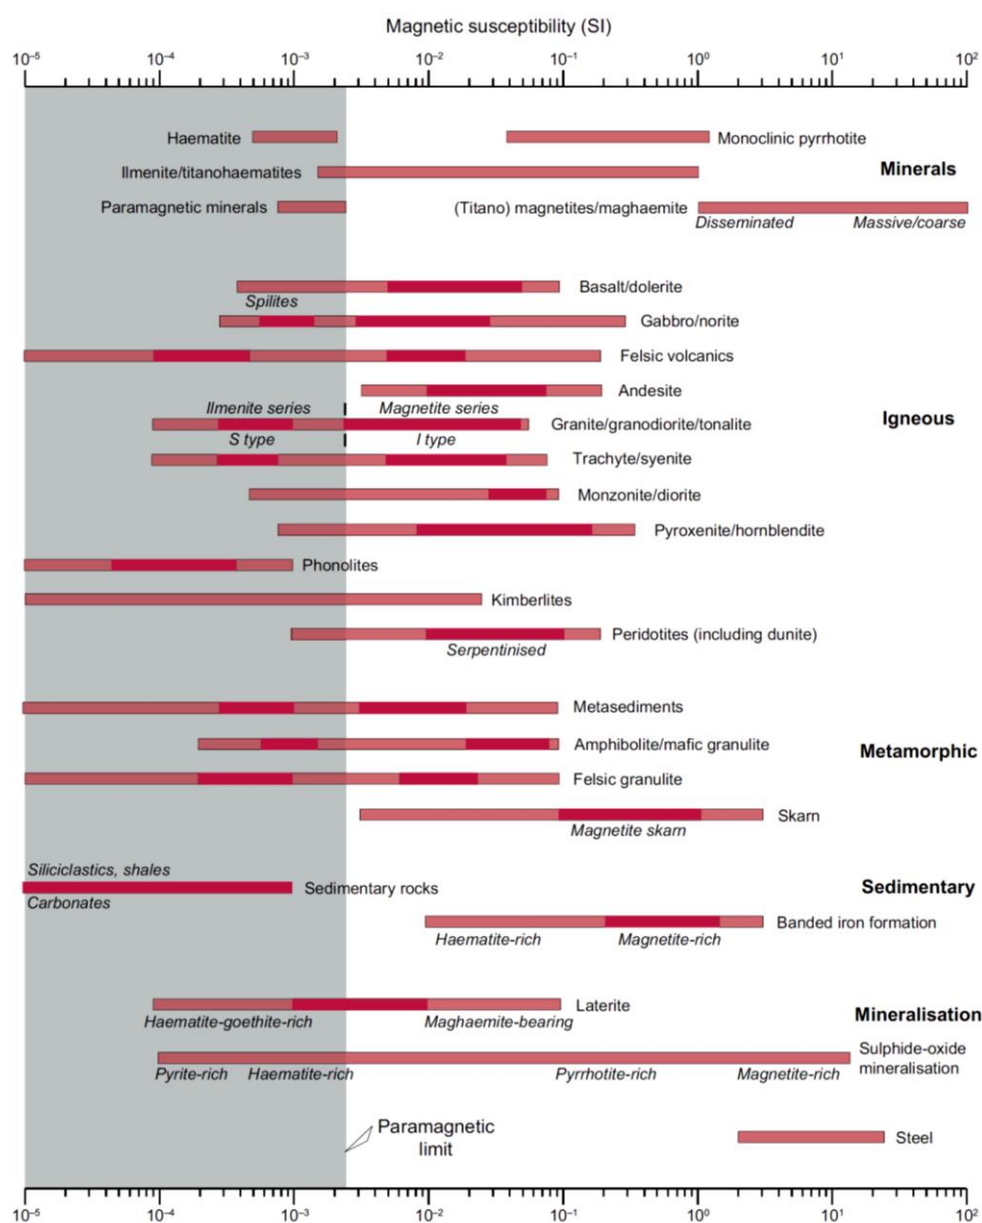 Magnetic susceptibility (SI)
10⁻⁵ 10⁻⁴ 10⁻³ 10⁻² 10⁻¹ 10⁰ 10¹ 10²
Haematite
Monoclinic pyrrhotite
Ilmenite/titanohaematites
Minerals
Paramagnetic minerals
(Titano) magnetites/maghaemite
Disseminated
Massive/coarse
Basalt/dolerite
Spilites
Gabbro/norite
Felsic volcanics
Andesite
Ilmenite series
Magnetite series
Igneous
Granite/granodiorite/tonalite
S type
I type
Trachyte/syenite
Monzonite/diorite
Pyroxenite/hornblendite
Phonolites
Kimberlites
Peridotites (including dunite)
Serpentinised
Metasediments
Amphibolite/mafic granulite
Metamorphic
Felsic granulite
Skarn
Magnetite skarn
Siliciclastics, shales
Sedimentary rocks
Sedimentary
Carbonates
Banded iron formation
Haematite-rich
Magnetite-rich
Laterite
Mineralisation
Haematite-goethite-rich
Maghaemite-bearing
Sulphide-oxide
mineralisation
Pyrite-rich
Haematite-rich
Pyrrhotite-rich
Magnetite-rich
Paramagnetic
limit
Steel
10⁻⁵ 10⁻⁴ 10⁻³ 10⁻² 10⁻¹ 10⁰ 10¹ 10²